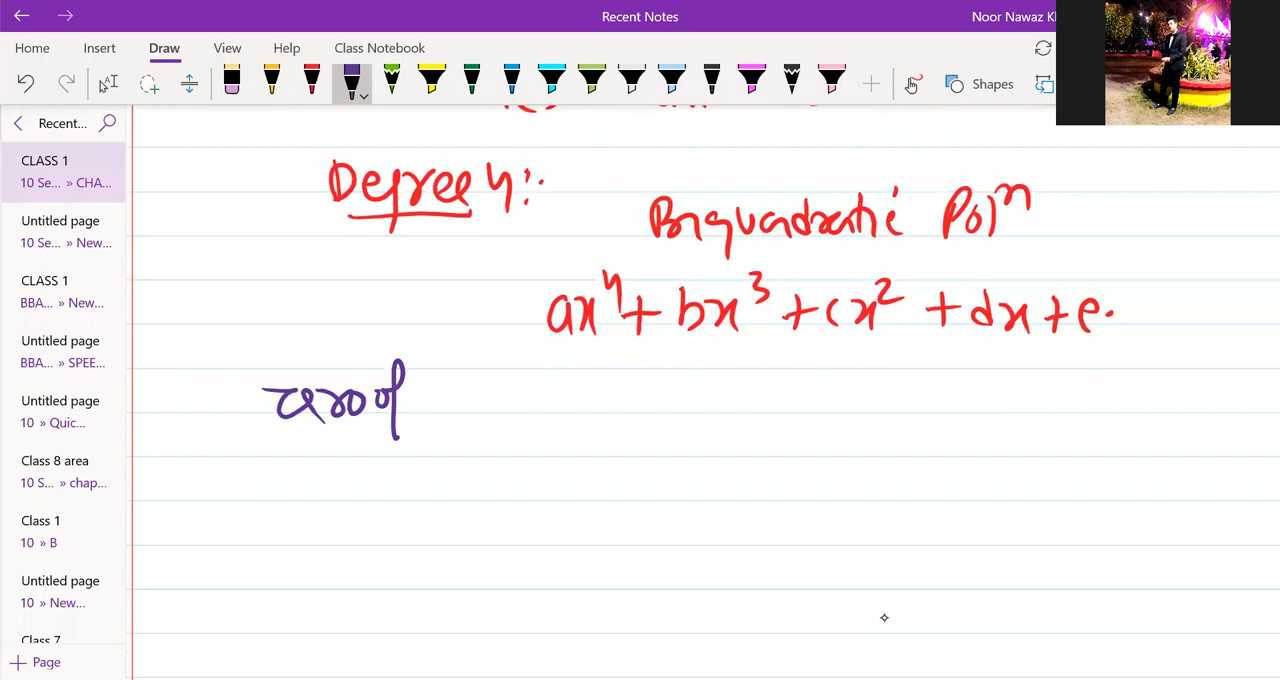 Recent Notes
Noor Nawaz Kh
Home Insert Draw View Help Class Notebook
Shapes
Recent...
CLASS 1
10 Se... » CHA...
Untitled page
10 Se... » New...
CLASS 1
BBA... » New...
Untitled page
BBA... » SPEE...
Untitled page
10 » Quic...
Class 8 area
10 S... » chap...
Class 1
10 » B
Untitled page
10 » New...
Class 7
+ Page
Degree 4:-
Biquadratic Polⁿ
ax⁴ + bx³ + cx² + dx + e.
zero of